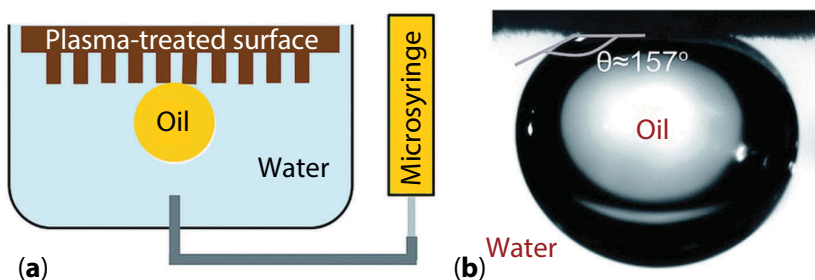 Plasma-treated surface
Oil
Water
Microsyringe
(a)
θ≈157°
Oil
Water
(b)